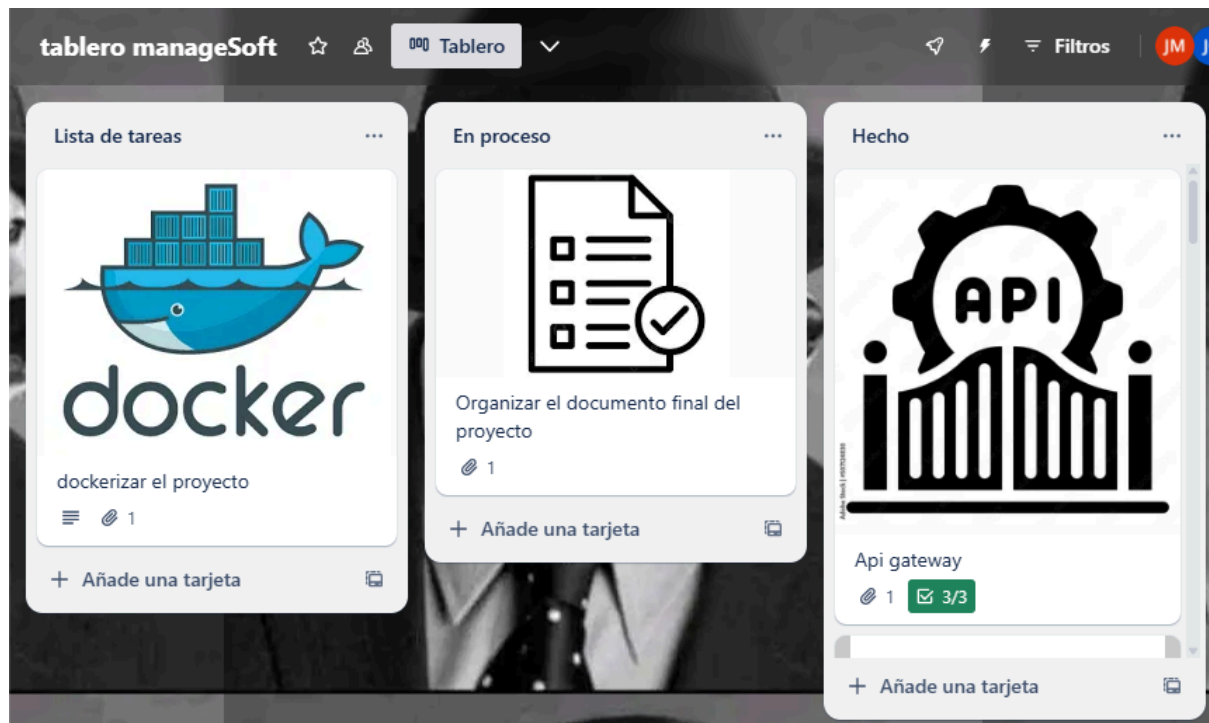 tablero manageSoft
Tablero
Filtros
JM
J
Lista de tareas
docker
dockerizar el proyecto
1
+ Añade una tarjeta
En proceso
Organizar el documento final del
proyecto
1
+ Añade una tarjeta
Hecho
API
Api gateway
1
3/3
+ Añade una tarjeta